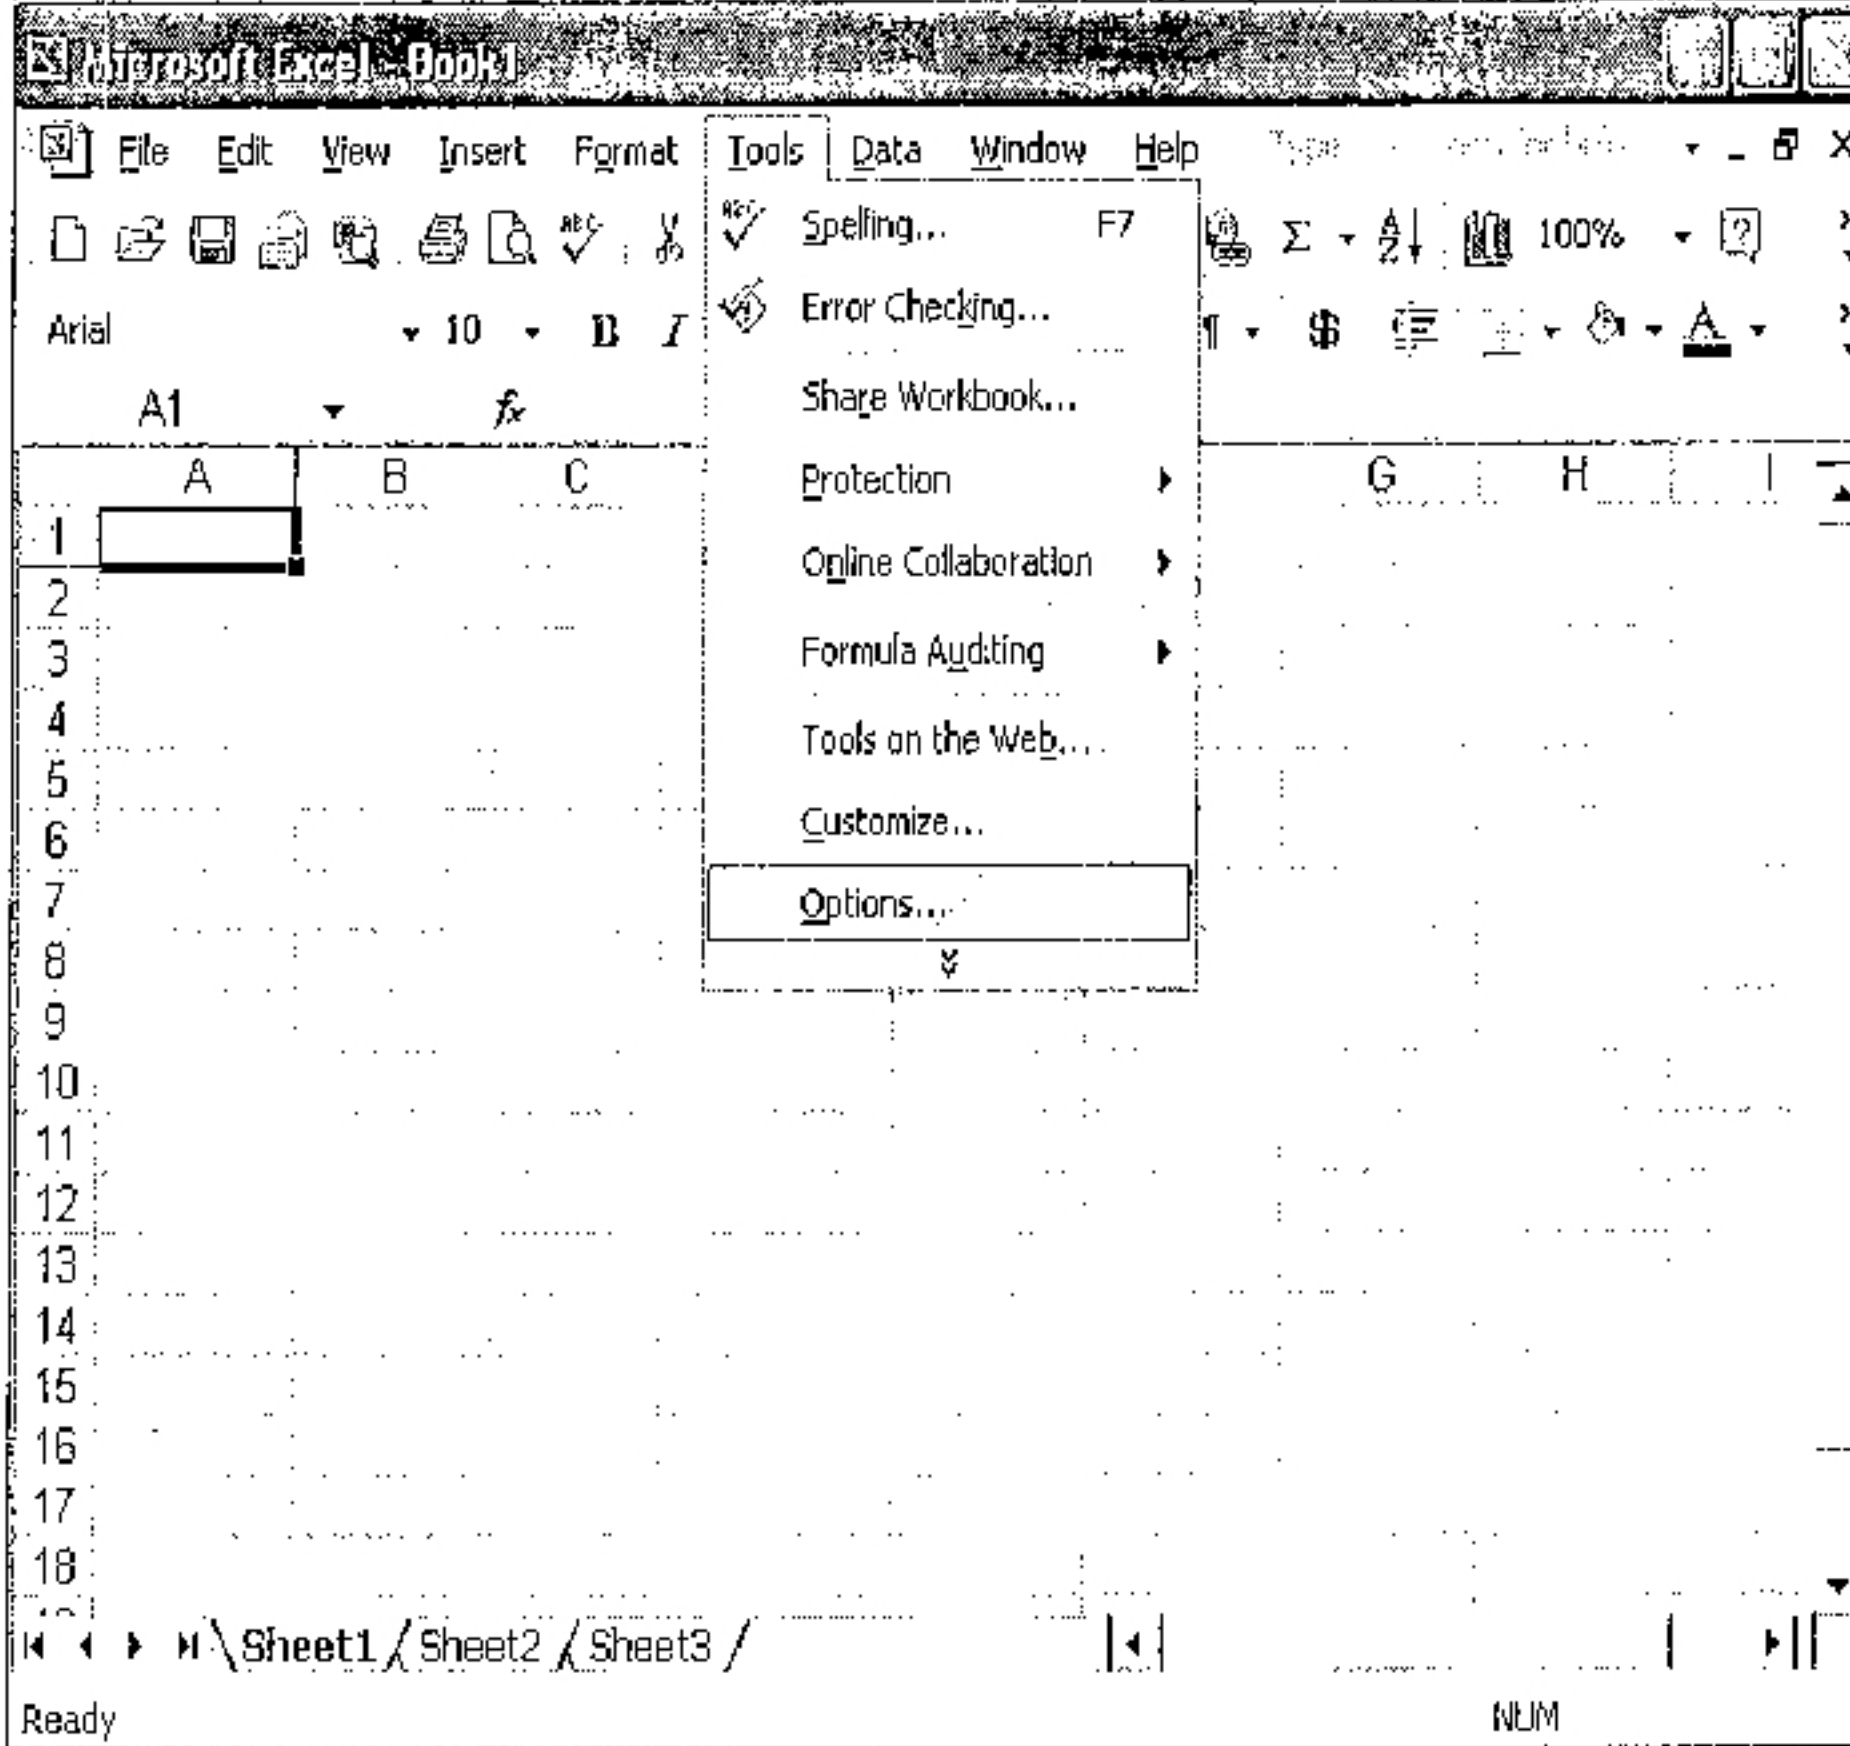 Microsoft Excel - Book1
File Edit View Insert Format Tools Data Window Help Type
Spelling... F7
100%
Error Checking...
Arial 10 B I
Share Workbook...
A1 fx
A B C G H I
Protection
Online Collaboration
Formula Auditing
Tools on the Web...
Customize...
Options...
1
2
3
4
5
6
7
8
9
10
11
12
13
14
15
16
17
18
Sheet1 Sheet2 Sheet3
Ready NUM